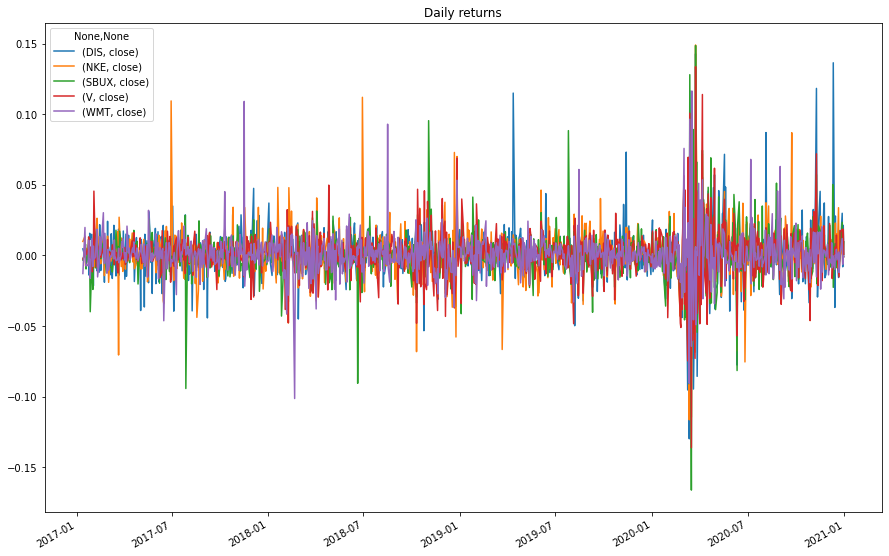 Daily returns
None,None
(DIS, close)
(NKE, close)
(SBUX, close)
(V, close)
(WMT, close)
0.15
0.10
0.05
0.00
−0.05
−0.10
−0.15
2017-01
2017-07
2018-01
2018-07
2019-01
2019-07
2020-01
2020-07
2021-01